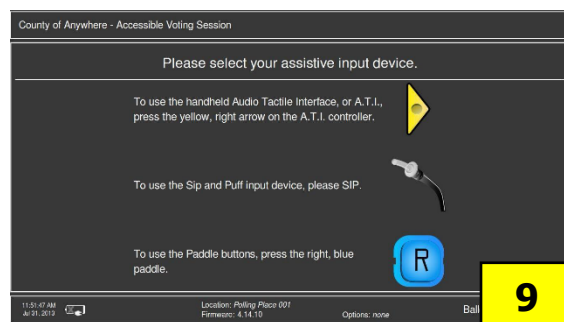 County of Anywhere - Accessible Voting Session
Please select your assistive input device.
To use the handheld Audio Tactile Interface, or A.T.I.,
press the yellow, right arrow on the A.T.I. controller.
To use the Sip and Puff input device, please SIP.
To use the Paddle buttons, press the right, blue
paddle.
R
11:51:47 AM
Jul 31, 2013
Location: Polling Place 001
Firmware: 4.14.10
Options: none
Ball
9